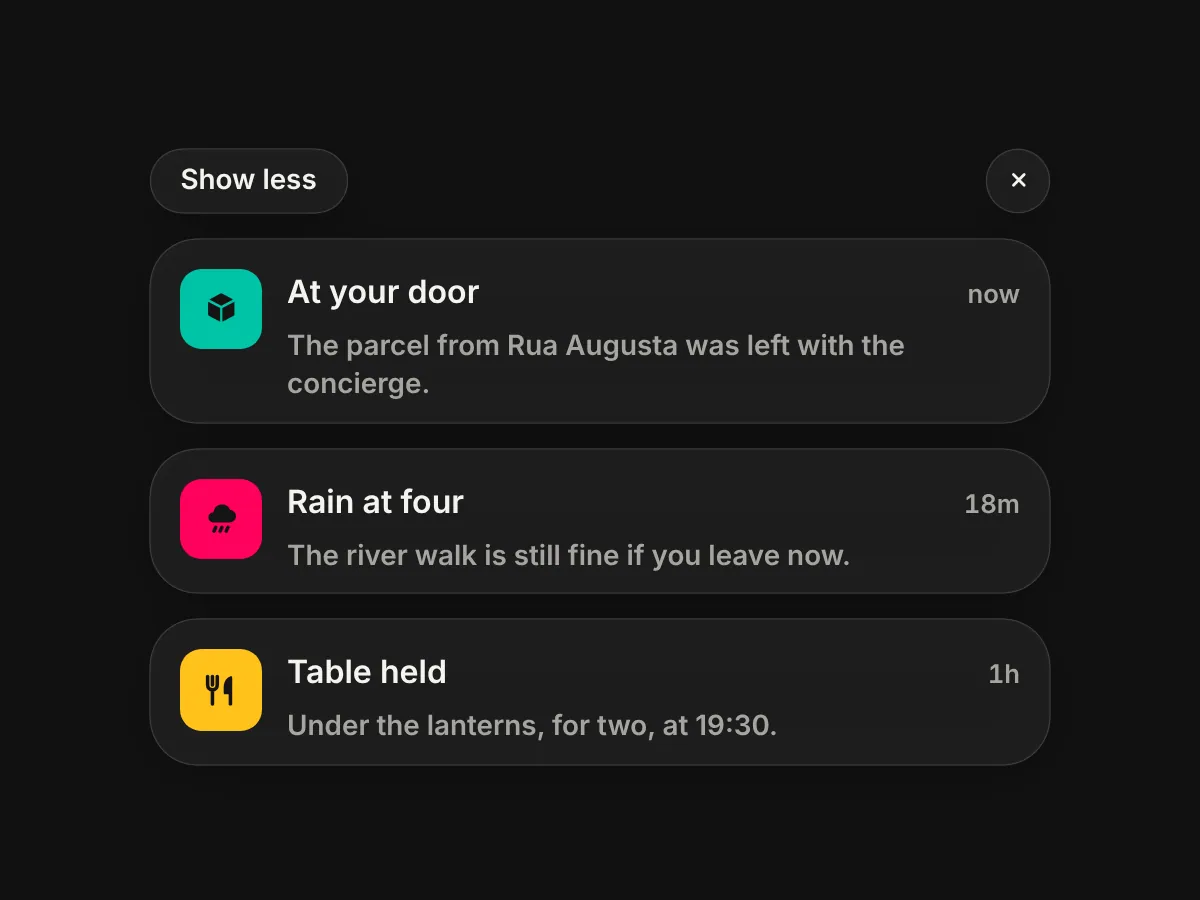 Show less
At your door
now
The parcel from Rua Augusta was left with the
concierge.
Rain at four
18m
The river walk is still fine if you leave now.
Table held
1h
Under the lanterns, for two, at 19:30.